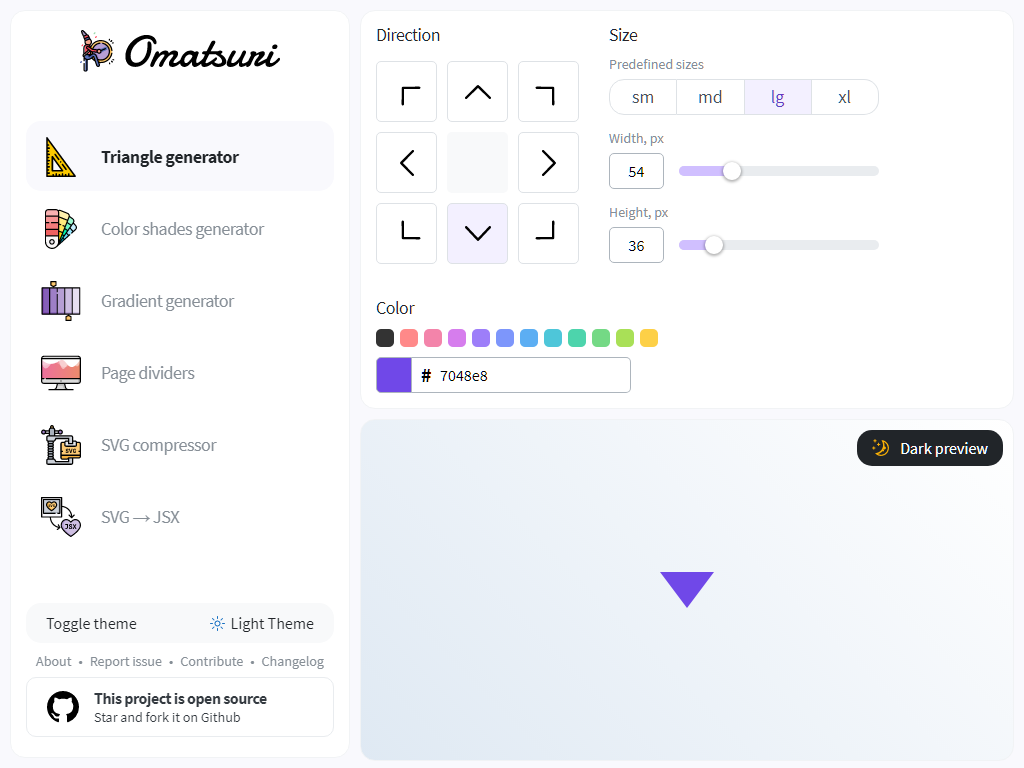 Omatsuri
Triangle generator
Color shades generator
Gradient generator
Page dividers
SVG compressor
SVG → JSX
Toggle theme
Light Theme
About • Report issue • Contribute • Changelog
This project is open source
Star and fork it on Github
Direction
Size
Predefined sizes
sm md lg xl
Width, px
54
Height, px
36
Color
# 7048e8
Dark preview
SVG
JSX